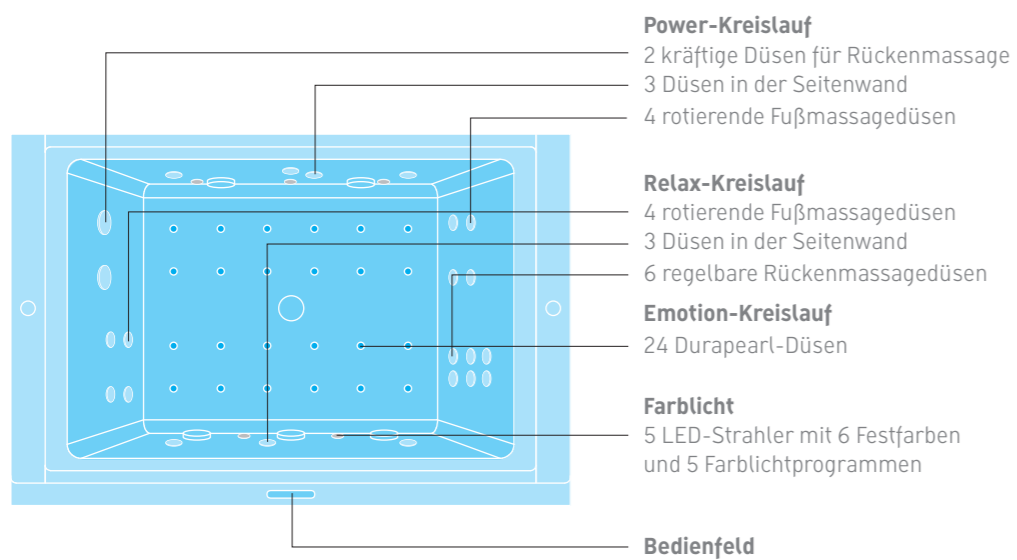 Power-Kreislauf
2 kräftige Düsen für Rückenmassage
3 Düsen in der Seitenwand
4 rotierende Fußmassagedüsen
Relax-Kreislauf
4 rotierende Fußmassagedüsen
3 Düsen in der Seitenwand
6 regelbare Rückenmassagedüsen
Emotion-Kreislauf
24 Durapearl-Düsen
Farblicht
5 LED-Strahler mit 6 Festfarben
und 5 Farblichtprogrammen
Bedienfeld